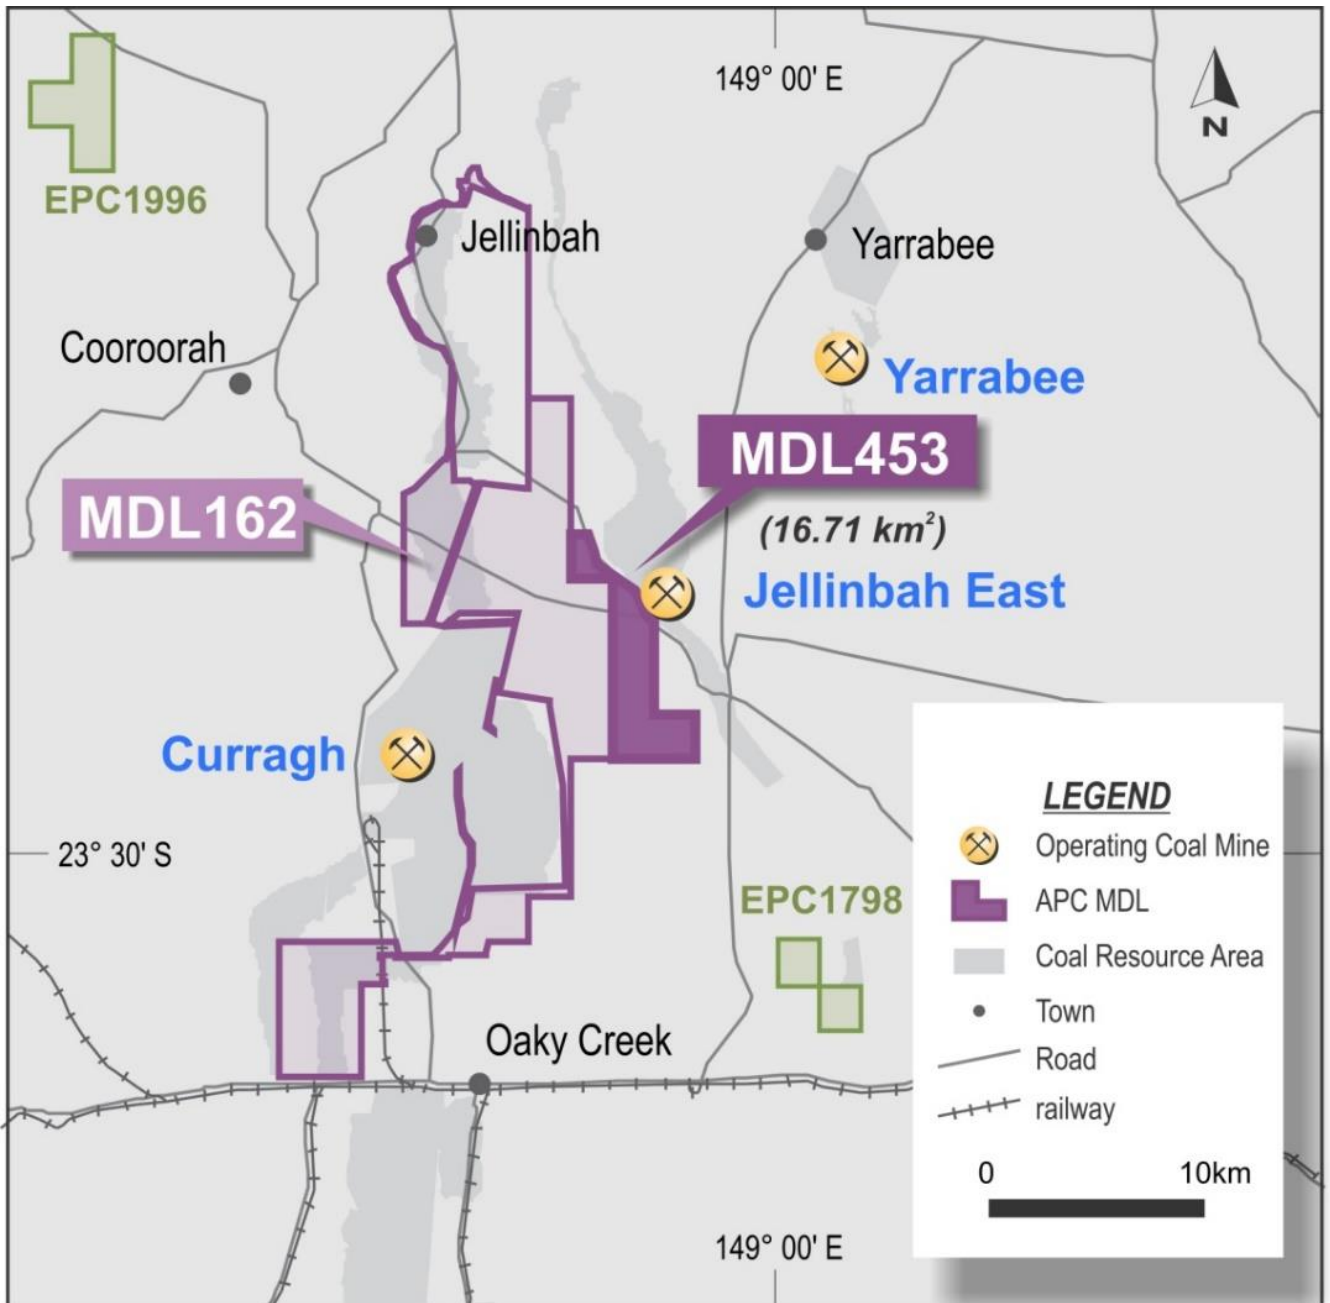 149° 00' E
N
EPC1996
Jellinbah
Yarrabee
Cooroorah
Yarrabee
MDL453
MDL162
(16.71 km²)
Jellinbah East
Curragh
23° 30' S
EPC1798
Oaky Creek
149° 00' E
LEGEND
Operating Coal Mine
APC MDL
Coal Resource Area
Town
Road
railway
0 10km